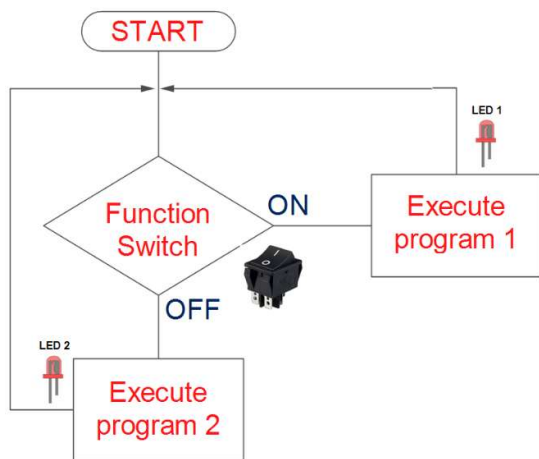 START
LED 1
Function
Switch
ON
Execute
program 1
OFF
LED 2
Execute
program 2